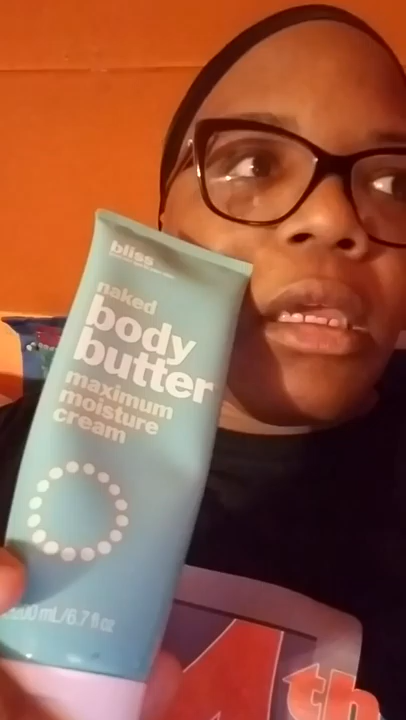 bliss
naked
body
butter
maximum
moisture
cream
200 mL/6.7 fl oz
4th